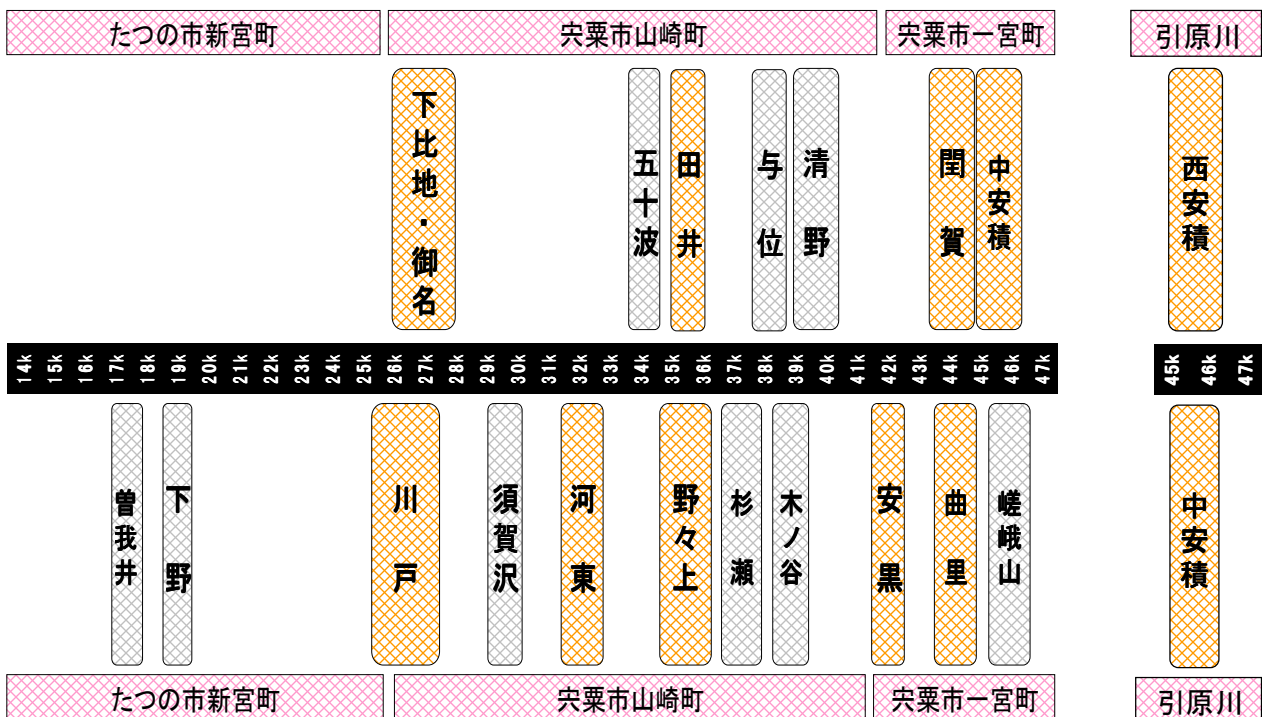 たつの市新宮町 宍粟市山崎町 宍粟市一宮町 引原川
下比地・御名
五十波
田井
与位
清野
閏賀
中安積
西安積
14k 15k 16k 17k 18k 19k 20k 21k 22k 23k 24k 25k 26k 27k 28k 29k 30k 31k 32k 33k 34k 35k 36k 37k 38k 39k 40k 41k 42k 43k 44k 45k 46k 47k 45k 46k 47k
曽我井
下野
川戸
須賀沢
河東
野々上
杉瀬
木ノ谷
安黒
曲里
嵯峨山
中安積
たつの市新宮町 宍粟市山崎町 宍粟市一宮町 引原川